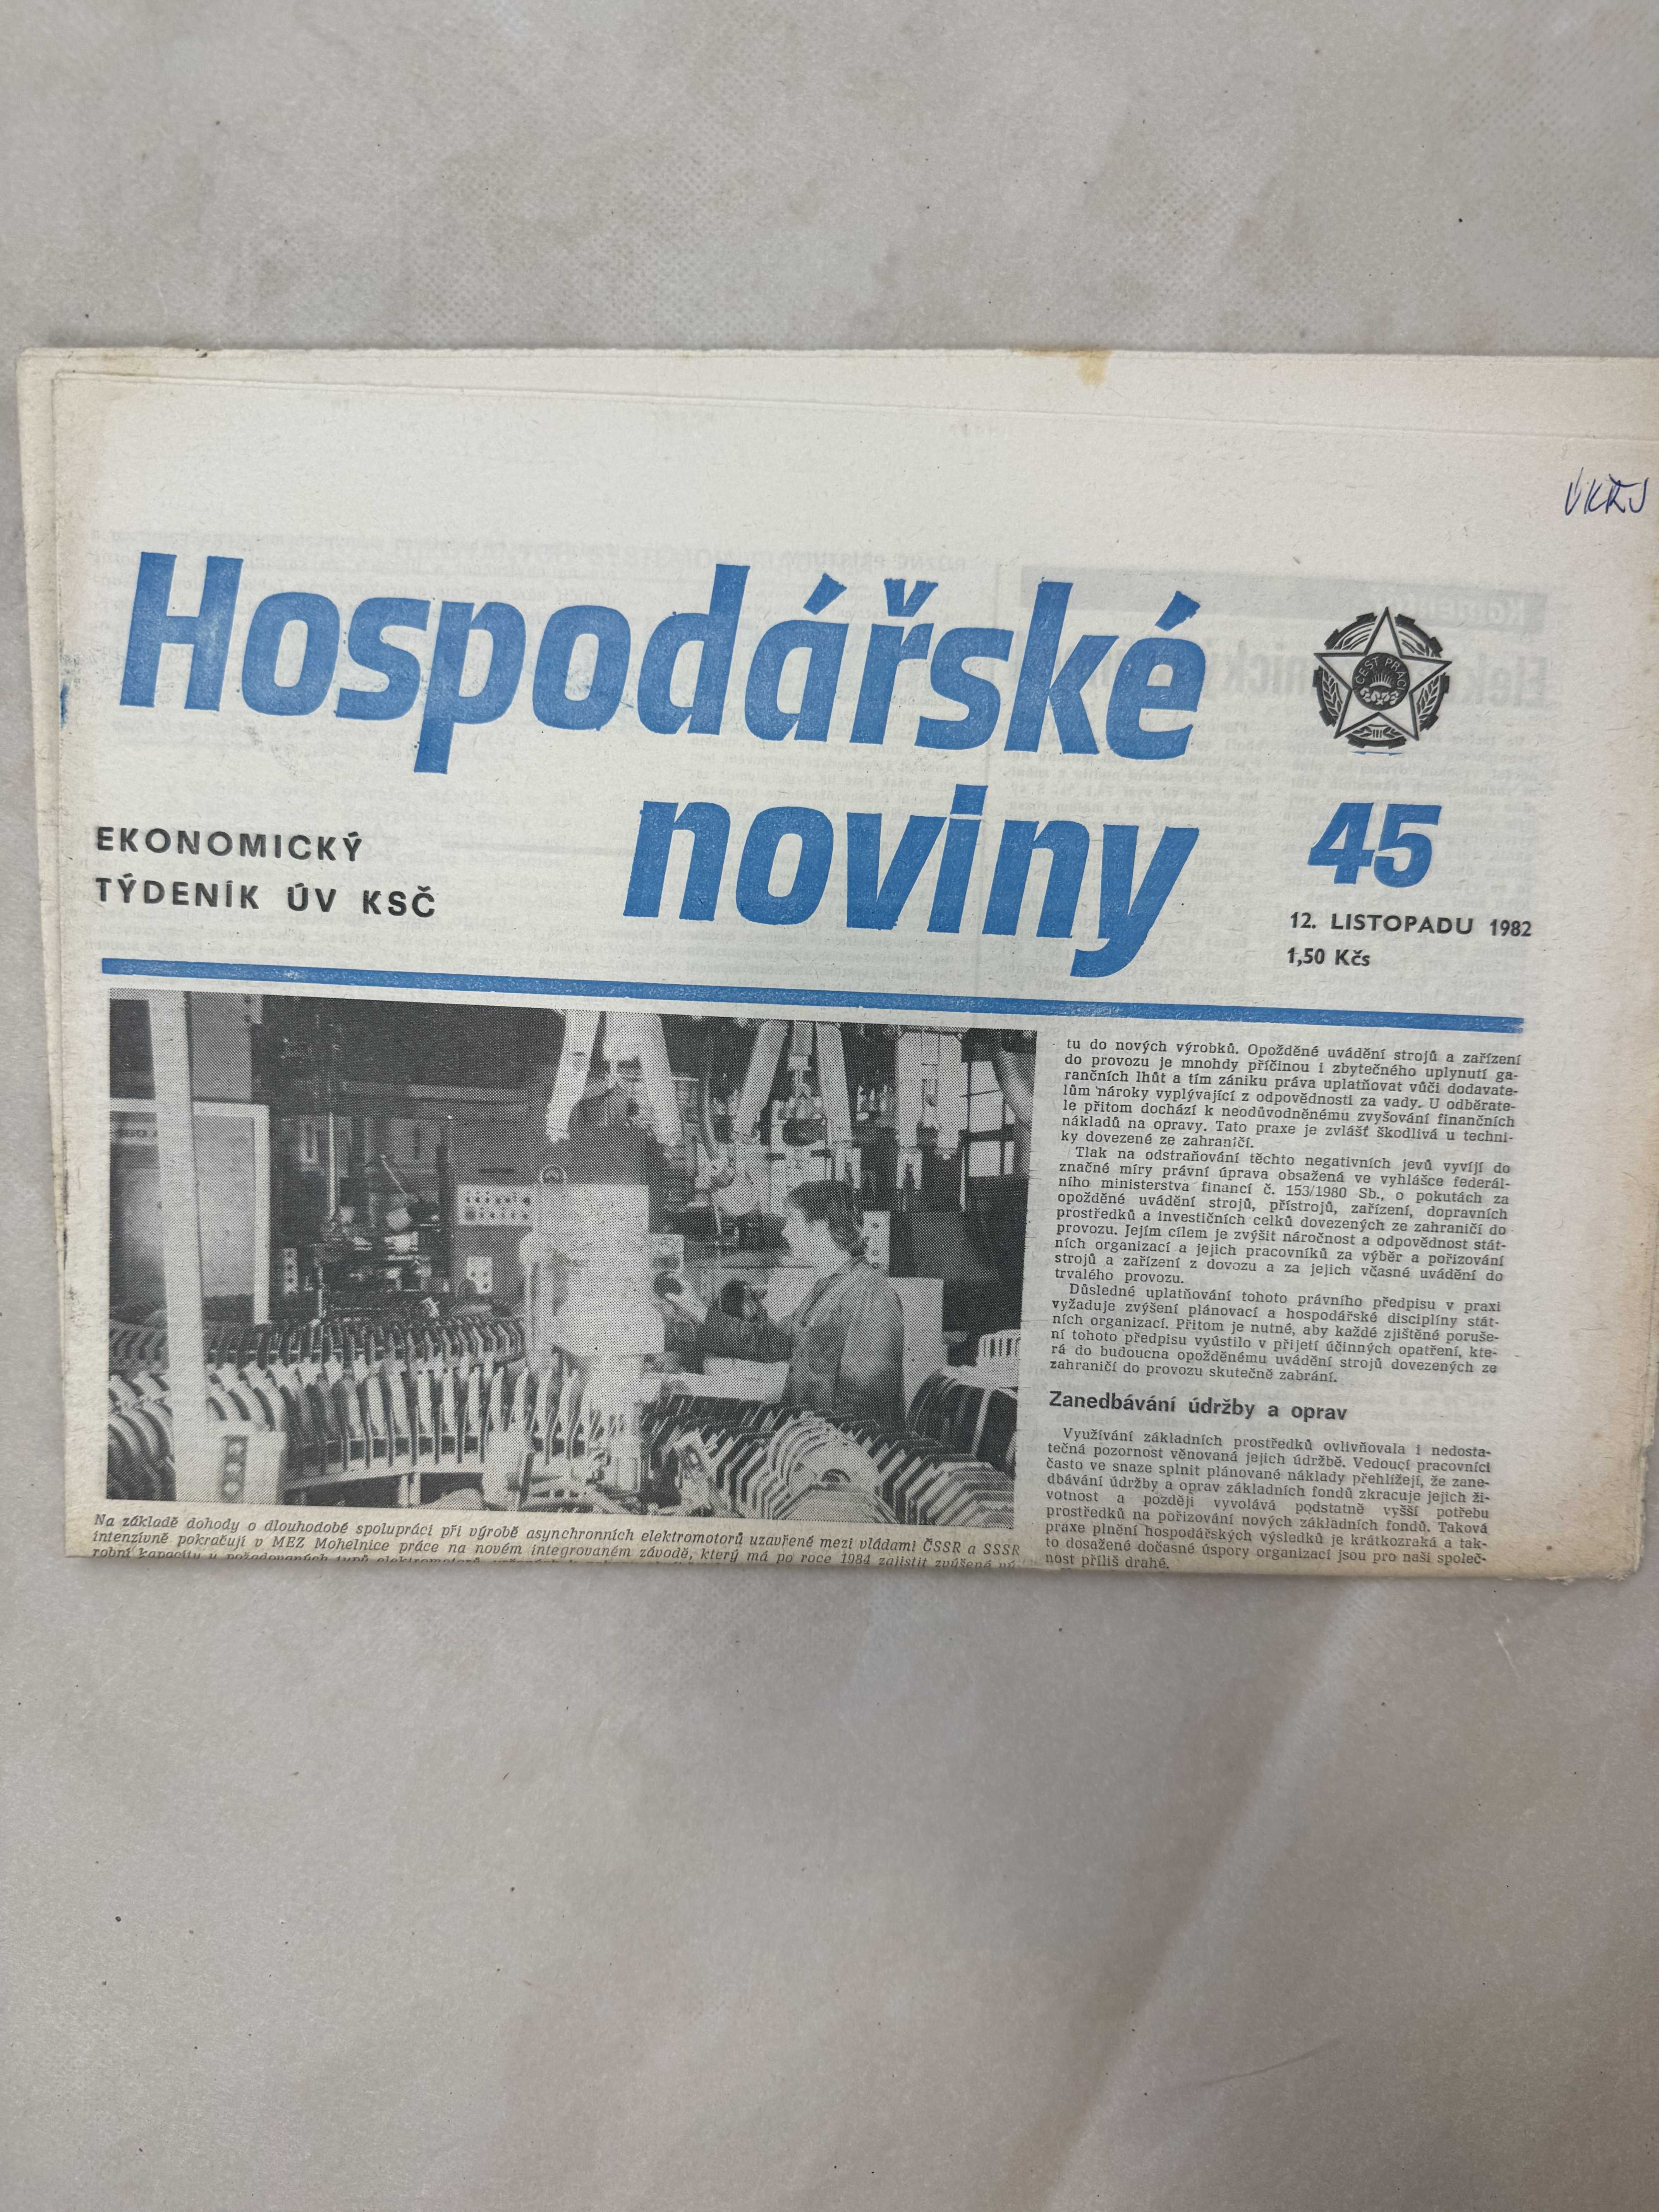 ÚKŘJ
Hospodářské
noviny
EKONOMICKÝ
TÝDENÍK ÚV KSČ
ČEST PRÁCI
45
12. LISTOPADU 1982
1,50 Kčs
Na základě dohody o dlouhodobé spolupráci při výrobě asynchronních elektromotorů uzavřené mezi vládami ČSSR a SSSR
intenzívně pokračují v MEZ Mohelnice práce na novém integrovaném závodě, který má po roce 1984 zajistit zvýšené vý-
robní kapacity u požadovaných typů elektromotorů
tu do nových výrobků. Opožděné uvádění strojů a zařízení
do provozu je mnohdy příčinou i zbytečného uplynutí ga-
rančních lhůt a tím zániku práva uplatňovat vůči dodavate-
lům nároky vyplývající z odpovědnosti za vady. U odběrate-
le přitom dochází k neodůvodněnému zvyšování finančních
nákladů na opravy. Tato praxe je zvlášť škodlivá u techni-
ky dovezené ze zahraničí.
Tlak na odstraňování těchto negativních jevů vyvíjí do
značné míry právní úprava obsažená ve vyhlášce federál-
ního ministerstva financí č. 153/1980 Sb., o pokutách za
opožděné uvádění strojů, přístrojů, zařízení, dopravních
prostředků a investičních celků dovezených ze zahraničí do
provozu. Jejím cílem je zvýšit náročnost a odpovědnost stát-
ních organizací a jejich pracovníků za výběr a pořizování
strojů a zařízení z dovozu a za jejich včasné uvádění do
trvalého provozu.
Důsledné uplatňování tohoto právního předpisu v praxi
vyžaduje zvýšení plánovací a hospodářské disciplíny stát-
ních organizací. Přitom je nutné, aby každé zjištěné poruše-
ní tohoto předpisu vyústilo v přijetí účinných opatření, kte-
rá do budoucna opožděnému uvádění strojů dovezených ze
zahraničí do provozu skutečně zabrání.
Zanedbávání údržby a oprav
Využívání základních prostředků ovlivňovala i nedosta-
tečná pozornost věnovaná jejich údržbě. Vedoucí pracovníci
často ve snaze splnit plánované náklady přehlížejí, že zane-
dbávání údržby a oprav základních fondů zkracuje jejich ži-
votnost a později vyvolává podstatně vyšší potřebu
prostředků na pořizování nových základních fondů. Taková
praxe plnění hospodářských výsledků je krátkozraká a tak-
to dosažené dočasné úspory organizací jsou pro naši společ-
nost příliš drahé.